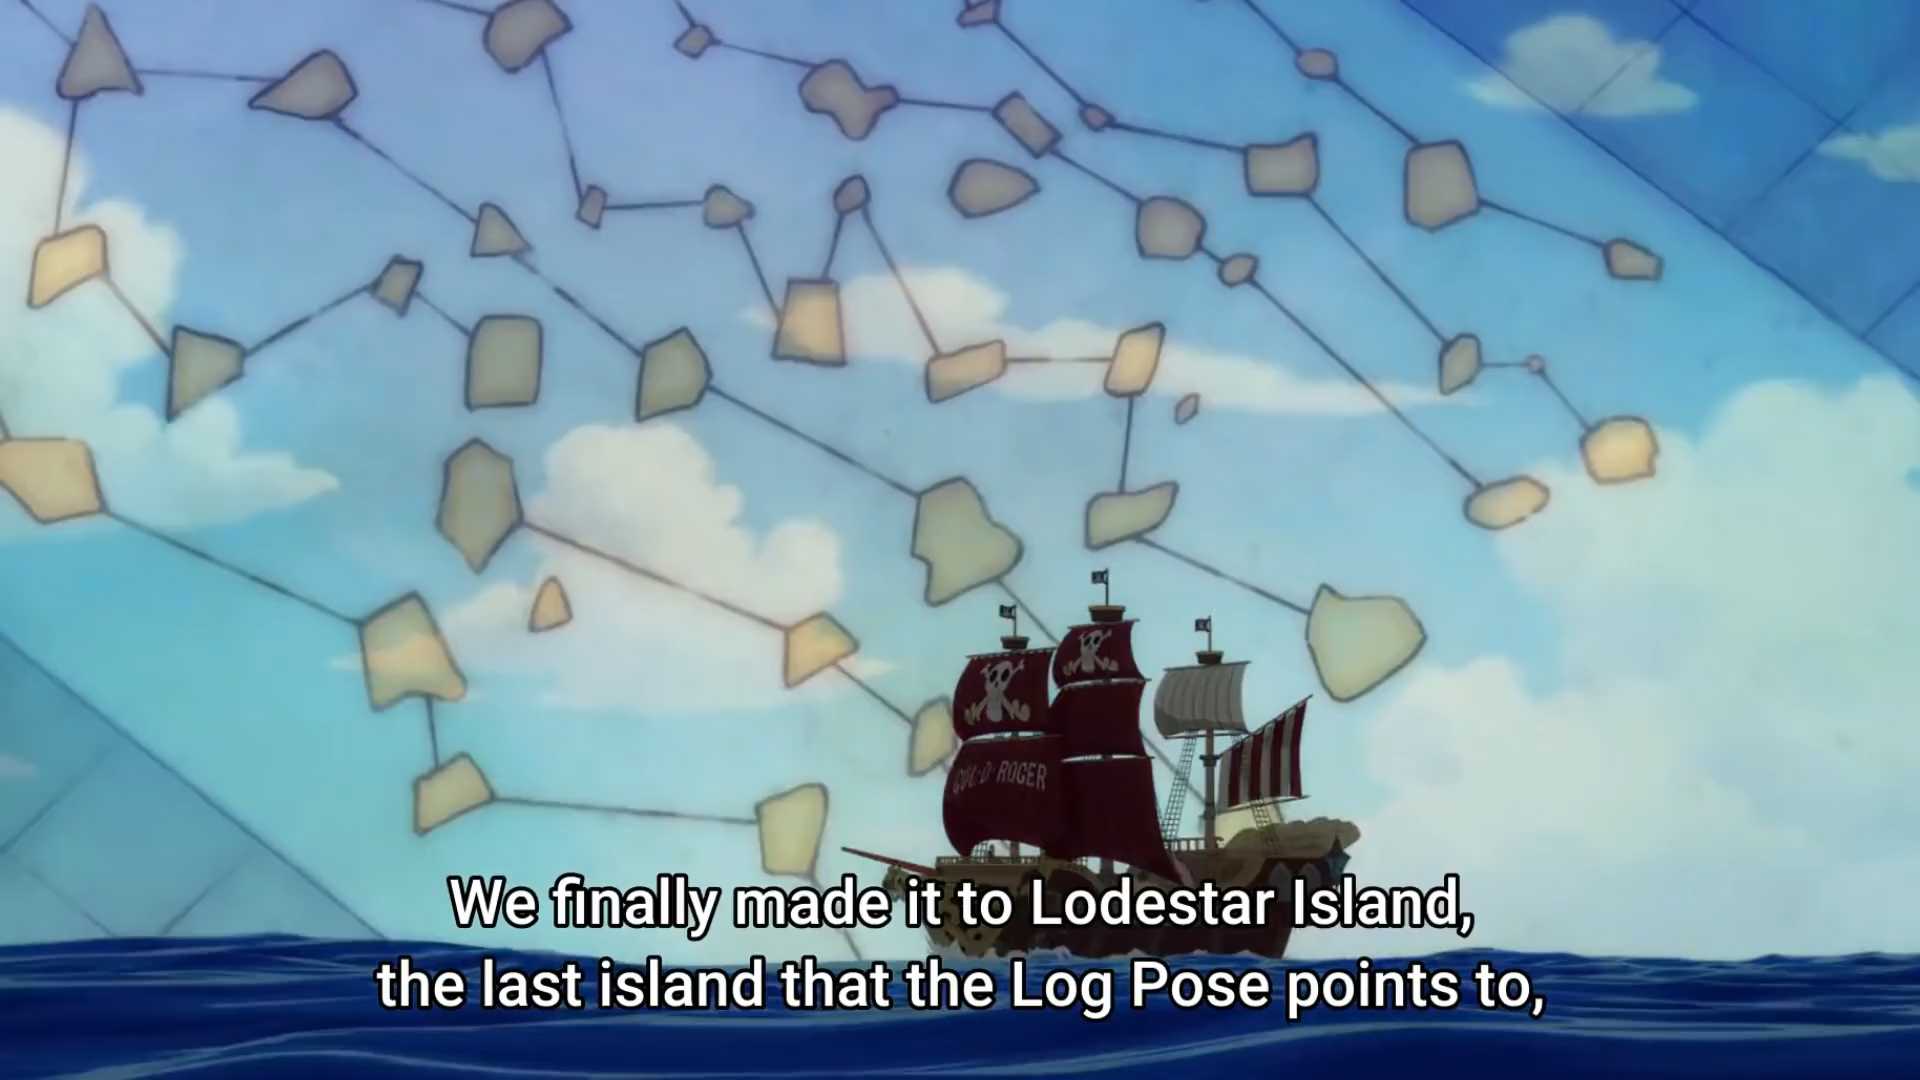 GOL·D·ROGER
We finally made it to Lodestar Island,
the last island that the Log Pose points to,